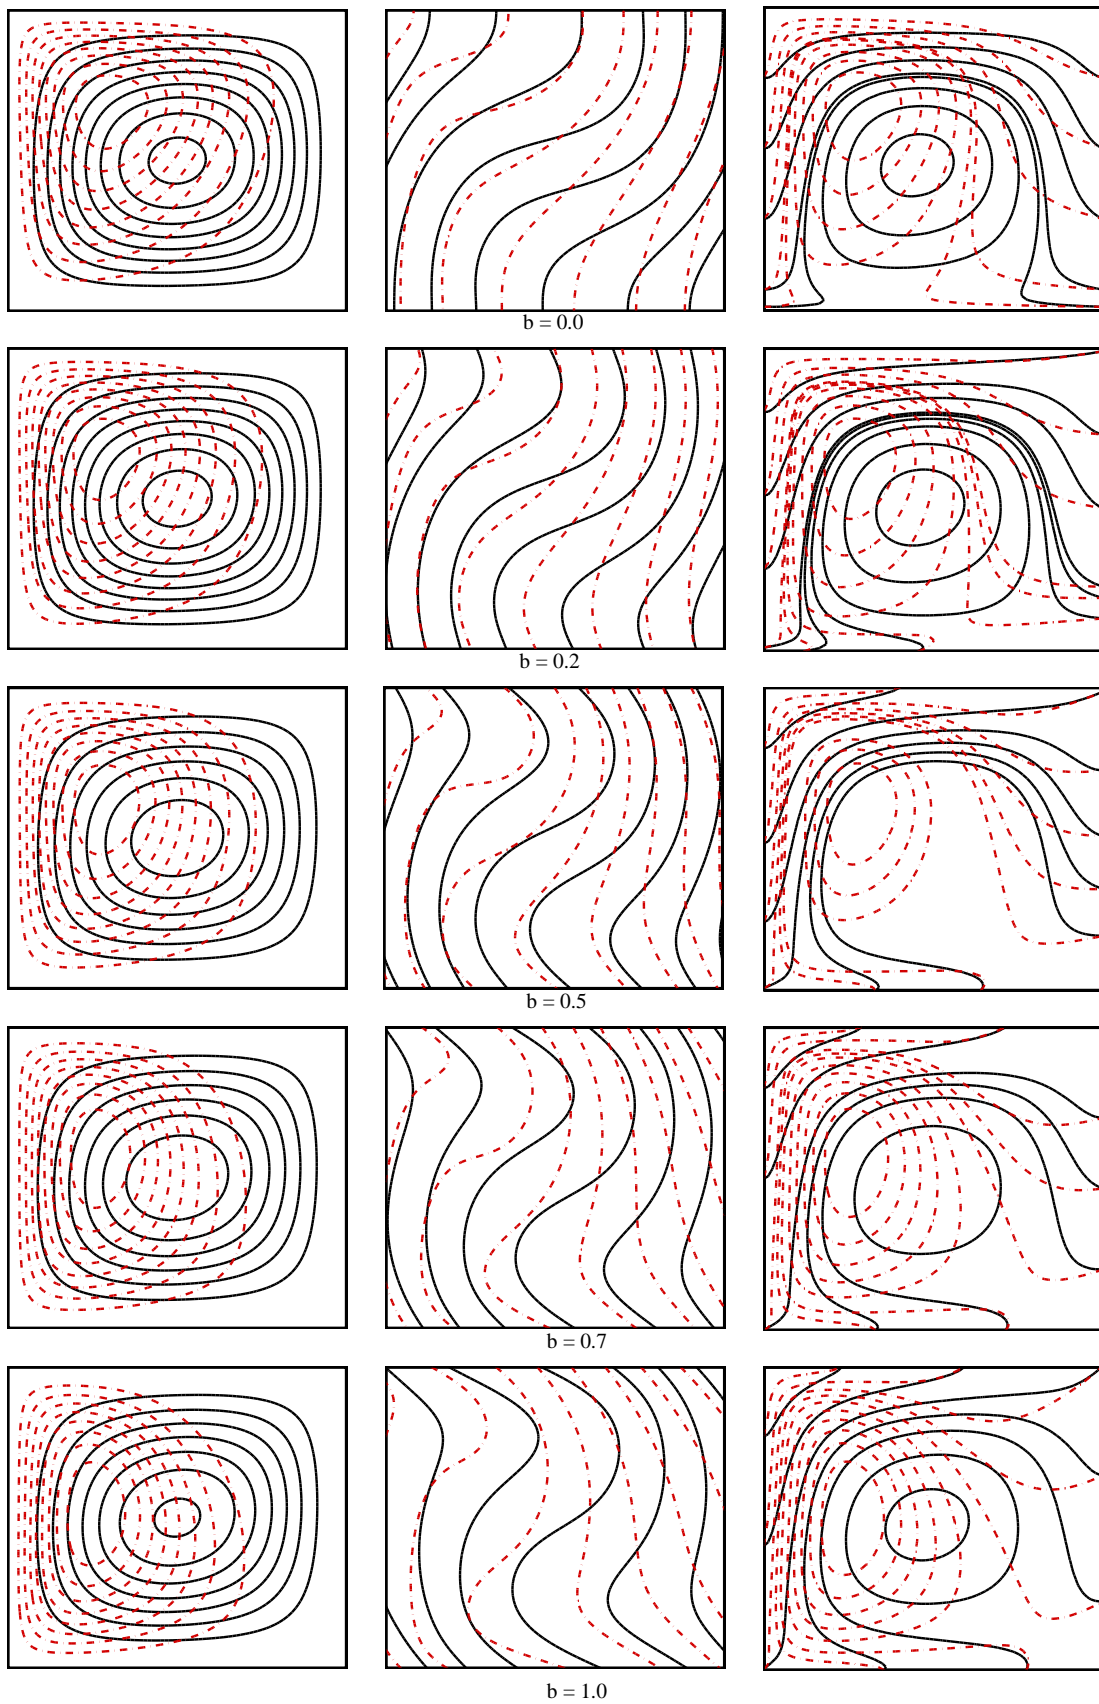 b = 0.0
b = 0.2
b = 0.5
b = 0.7
b = 1.0